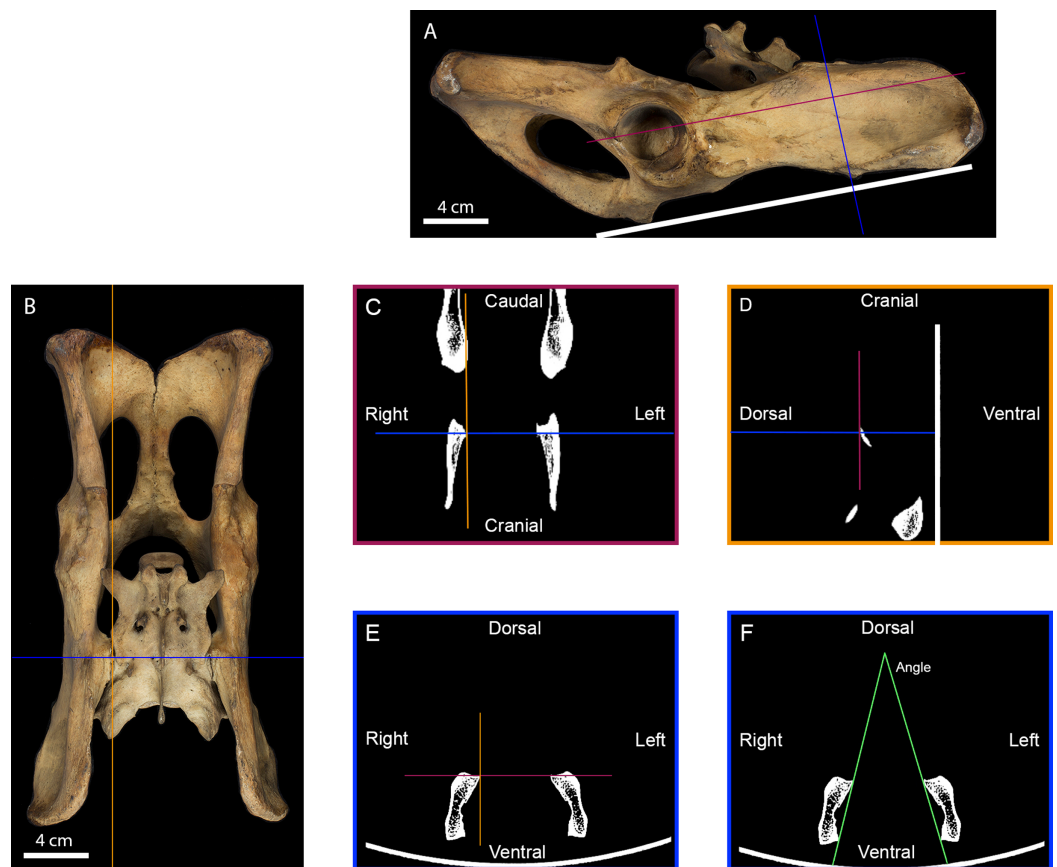 A
4 cm
B
4 cm
C
Caudal
Right
Left
Cranial
D
Cranial
Dorsal
Ventral
E
Dorsal
Right
Left
Ventral
F
Dorsal
Angle
Right
Left
Ventral